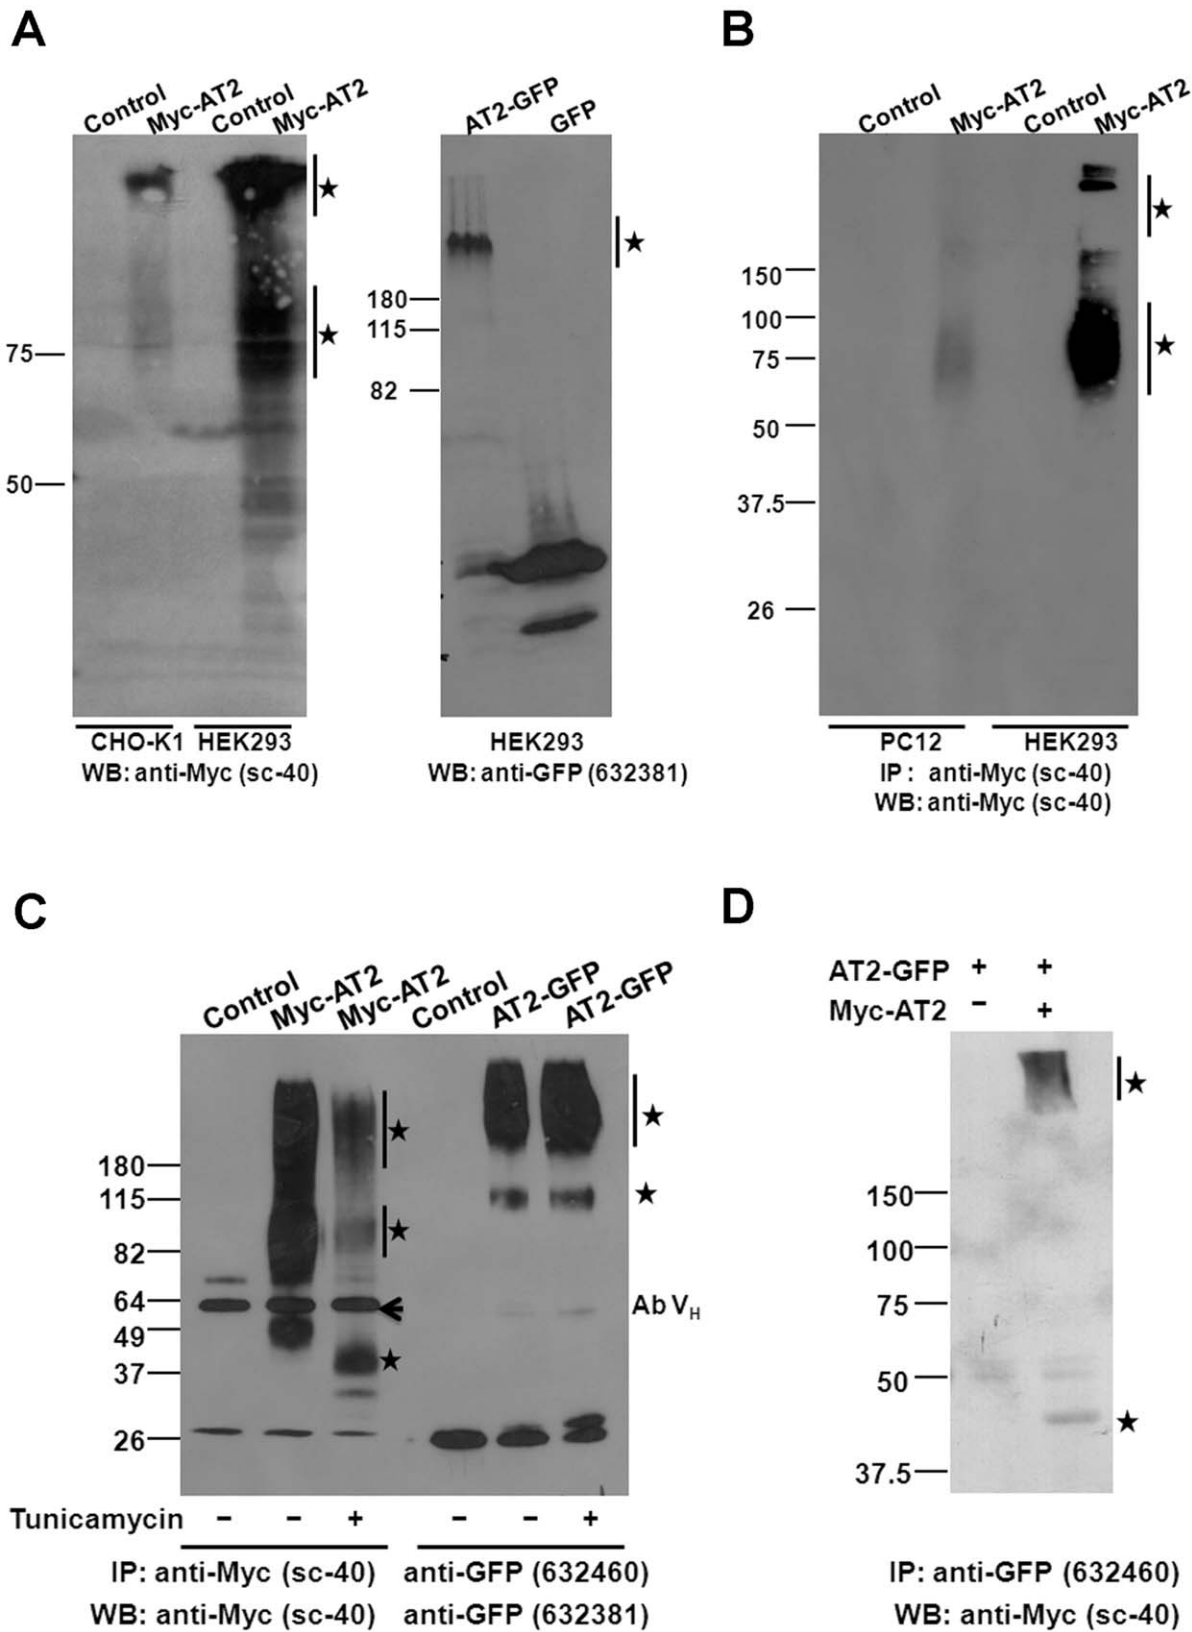 A
Control Myc-AT2 Control Myc-AT2
AT2-GFP GFP
★
★
75
50
180
115
82
★
CHO-K1 HEK293
WB: anti-Myc (sc-40)
HEK293
WB: anti-GFP (632381)
B
Control Myc-AT2 Control Myc-AT2
150
100
75
50
37.5
26
★
★
PC12 HEK293
IP: anti-Myc (sc-40)
WB: anti-Myc (sc-40)
C
Control Myc-AT2 Myc-AT2 Control AT2-GFP AT2-GFP
180
115
82
64
49
37
26
★
★
★
★
★
Ab VH
Tunicamycin - - + - - +
IP: anti-Myc (sc-40) anti-GFP (632460)
WB: anti-Myc (sc-40) anti-GFP (632381)
D
AT2-GFP + +
Myc-AT2 - +
150
100
75
50
37.5
★
★
IP: anti-GFP (632460)
WB: anti-Myc (sc-40)